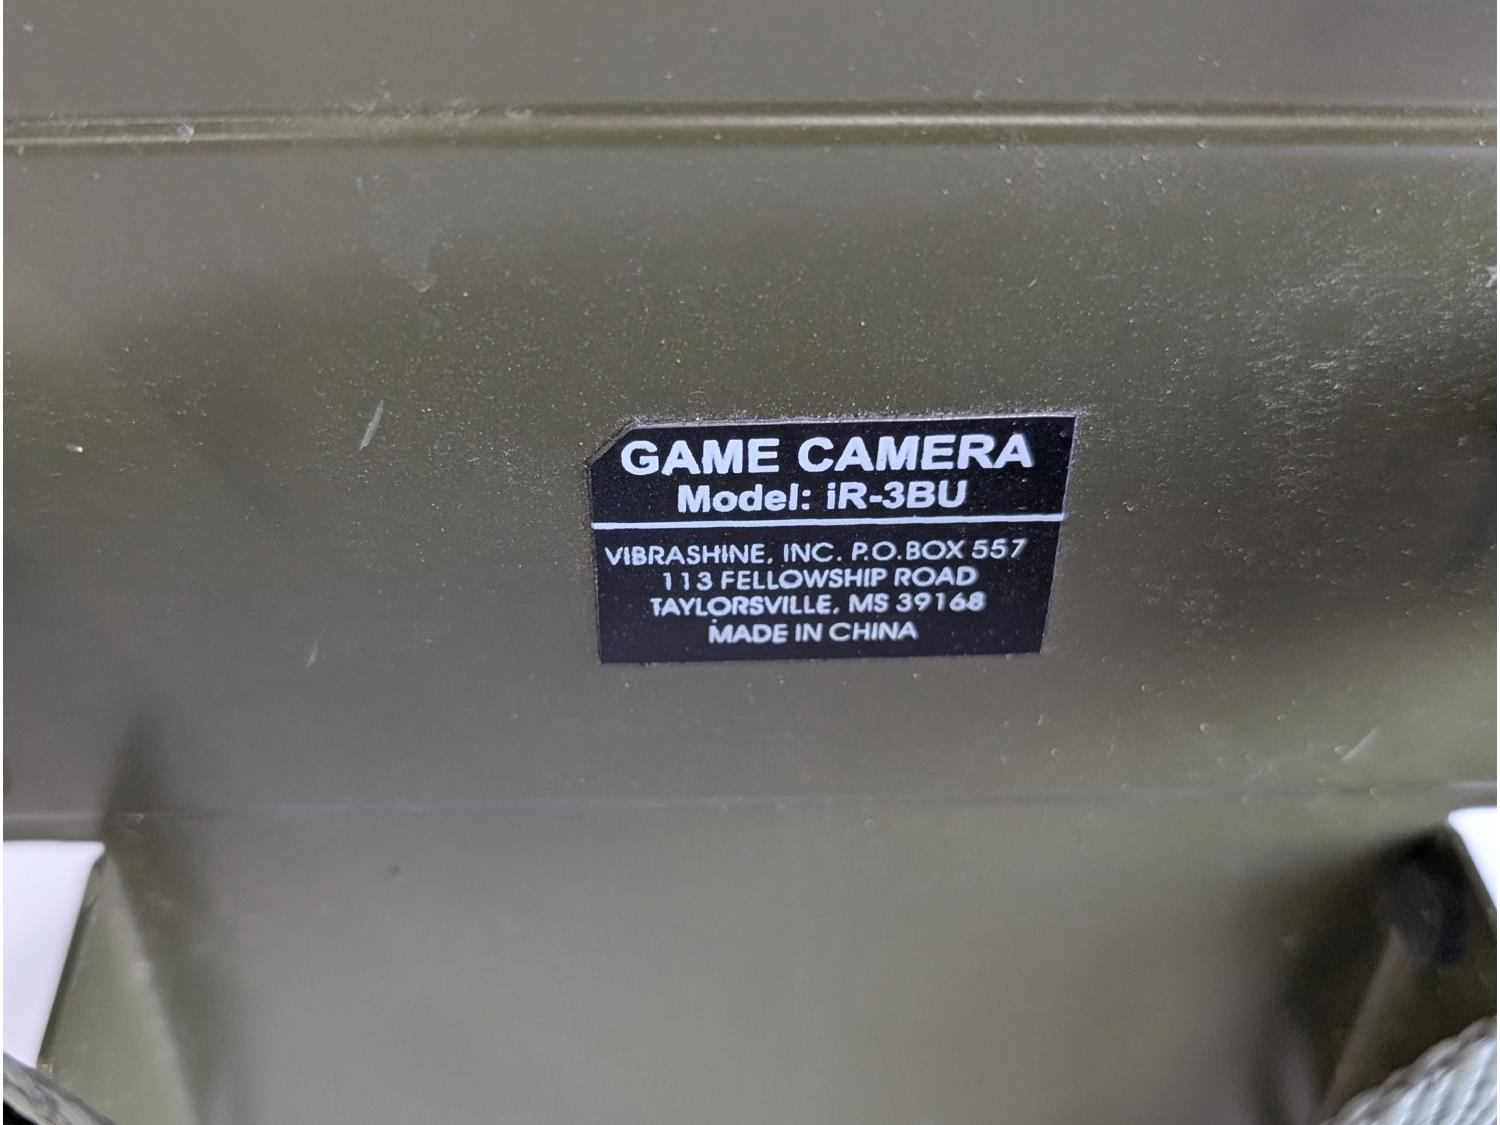 GAME CAMERA
Model: iR-3BU
VIBRASHINE, INC. P.O.BOX 557
113 FELLOWSHIP ROAD
TAYLORSVILLE, MS 39168
MADE IN CHINA